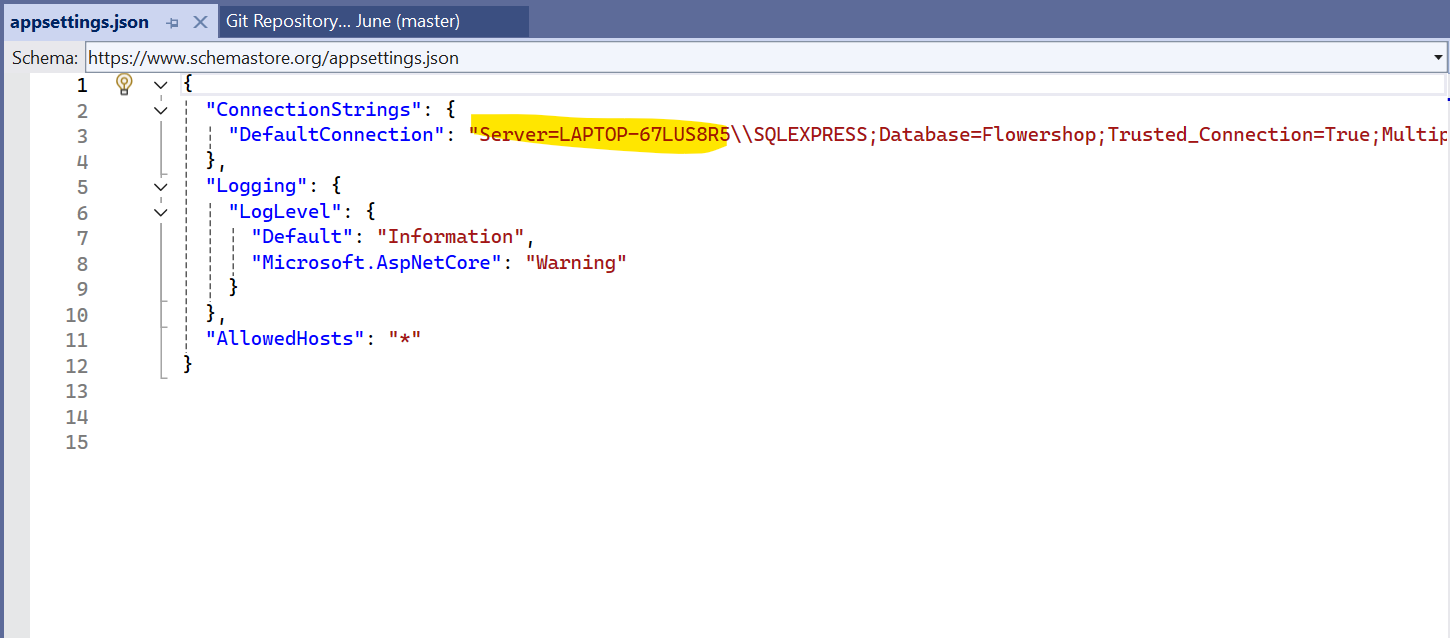 appsettings.json
Git Repository... June (master)
Schema: https://www.schemastore.org/appsettings.json
1 {
2 "ConnectionStrings": {
3 "DefaultConnection": "Server=LAPTOP-67LUS8R5\\SQLEXPRESS;Database=Flowershop;Trusted_Connection=True;Multip
4 },
5 "Logging": {
6 "LogLevel": {
7 "Default": "Information",
8 "Microsoft.AspNetCore": "Warning"
9 }
10 },
11 "AllowedHosts": "*"
12 }
13
14
15